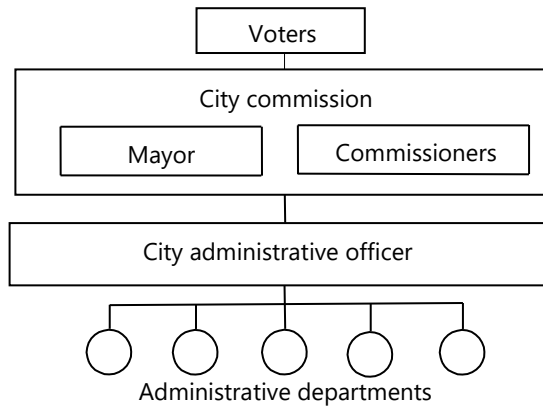 Voters
City commission
Mayor
Commissioners
City administrative officer
Administrative departments